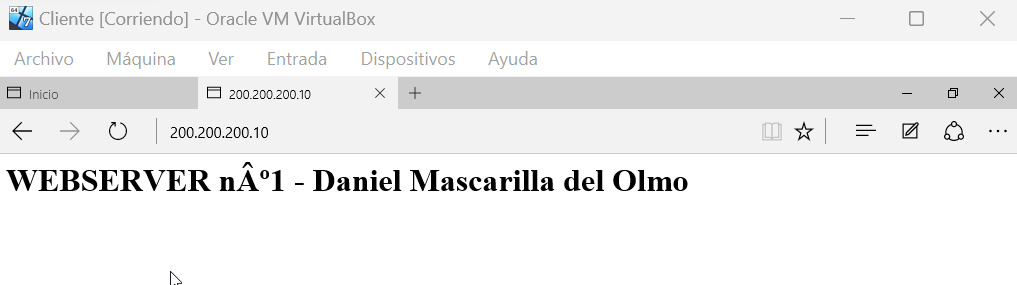 Cliente [Corriendo] - Oracle VM VirtualBox
Archivo Máquina Ver Entrada Dispositivos Ayuda
Inicio 200.200.200.10
200.200.200.10
WEBSERVER nÂº1 - Daniel Mascarilla del Olmo